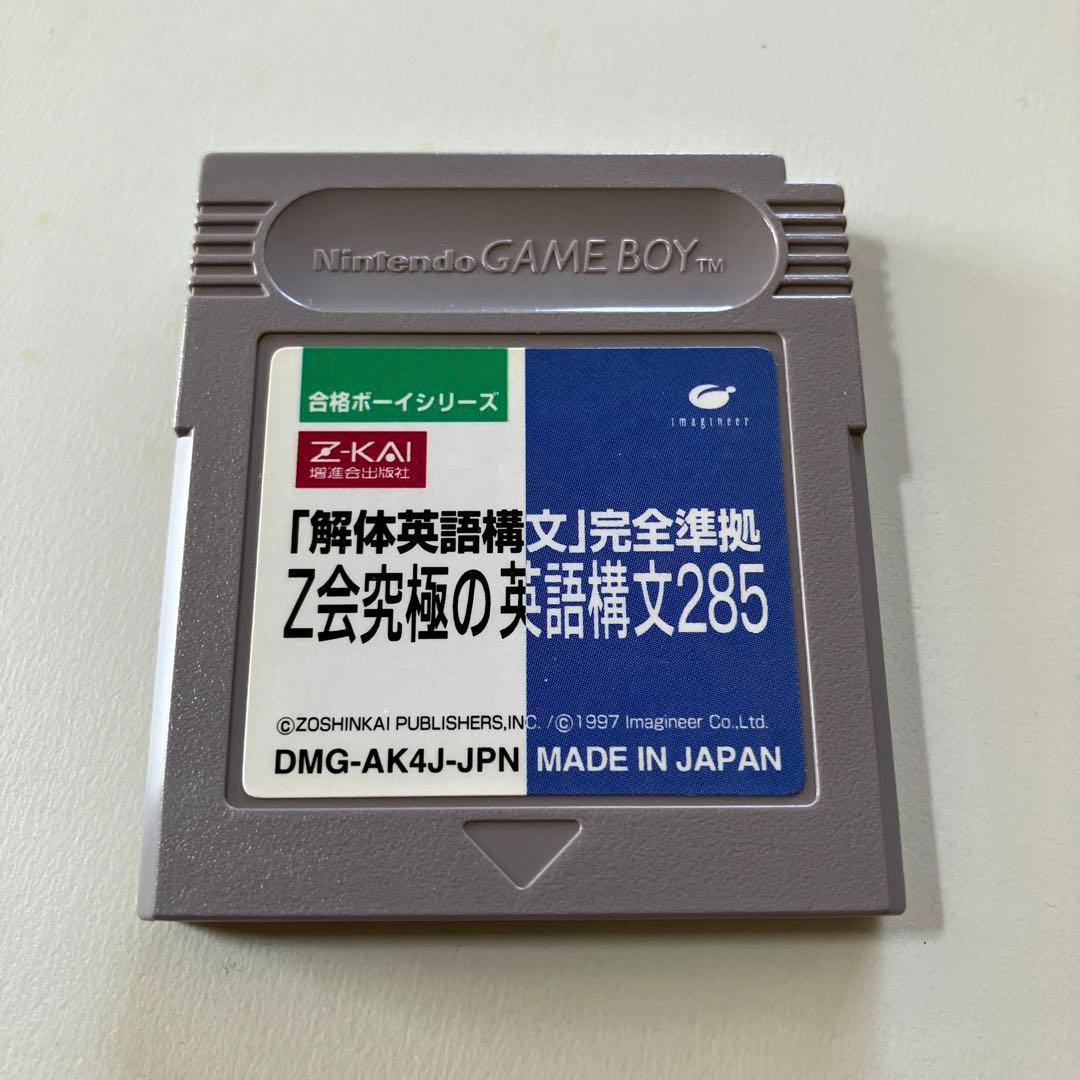 Nintendo GAME BOY TM
合格ボーイシリーズ
imagineer
Z-KAI
増進会出版社
「解体英語構文」完全準拠
Z会究極の英語構文285
©ZOSHINKAI PUBLISHERS,INC. /©1997 Imagineer Co.,Ltd.
DMG-AK4J-JPN MADE IN JAPAN